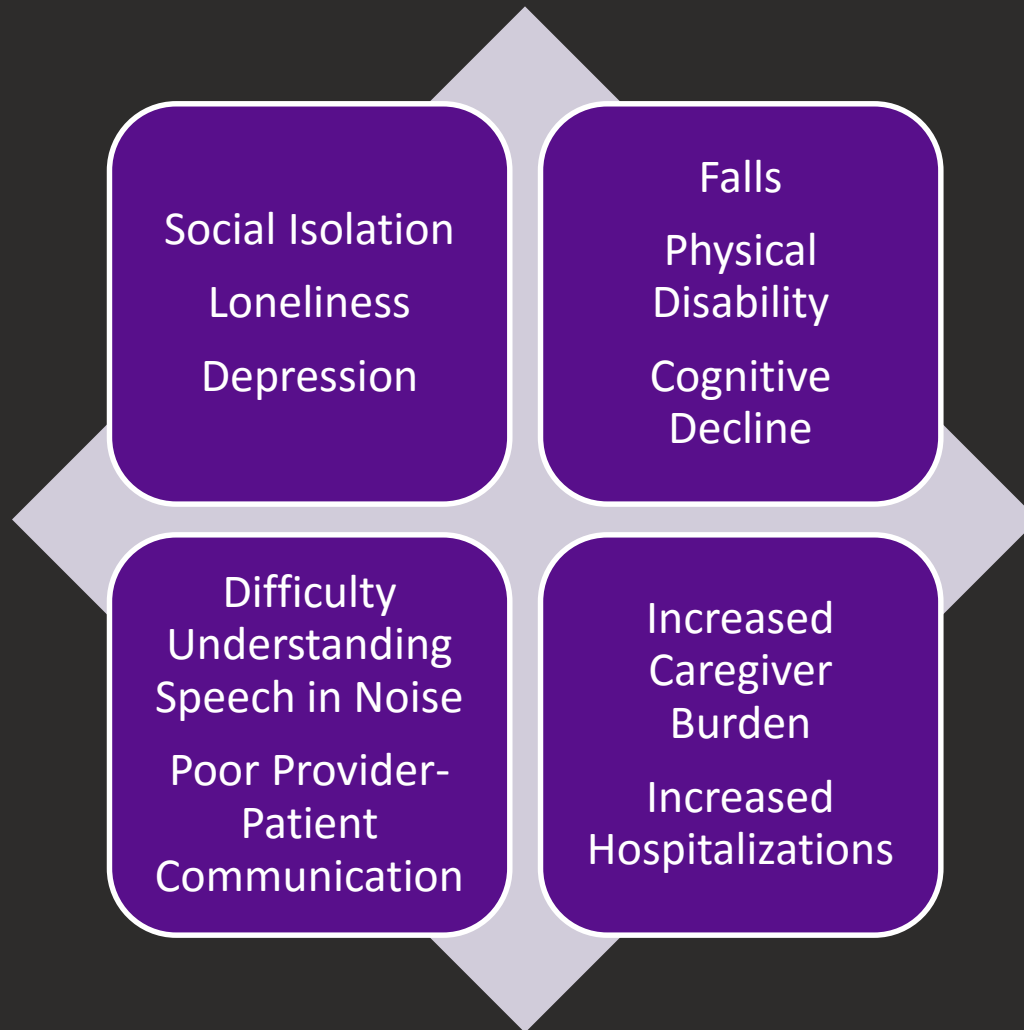 Social Isolation
Loneliness
Depression
Falls
Physical
Disability
Cognitive
Decline
Difficulty
Understanding
Speech in Noise
Poor Provider-
Patient
Communication
Increased
Caregiver
Burden
Increased
Hospitalizations